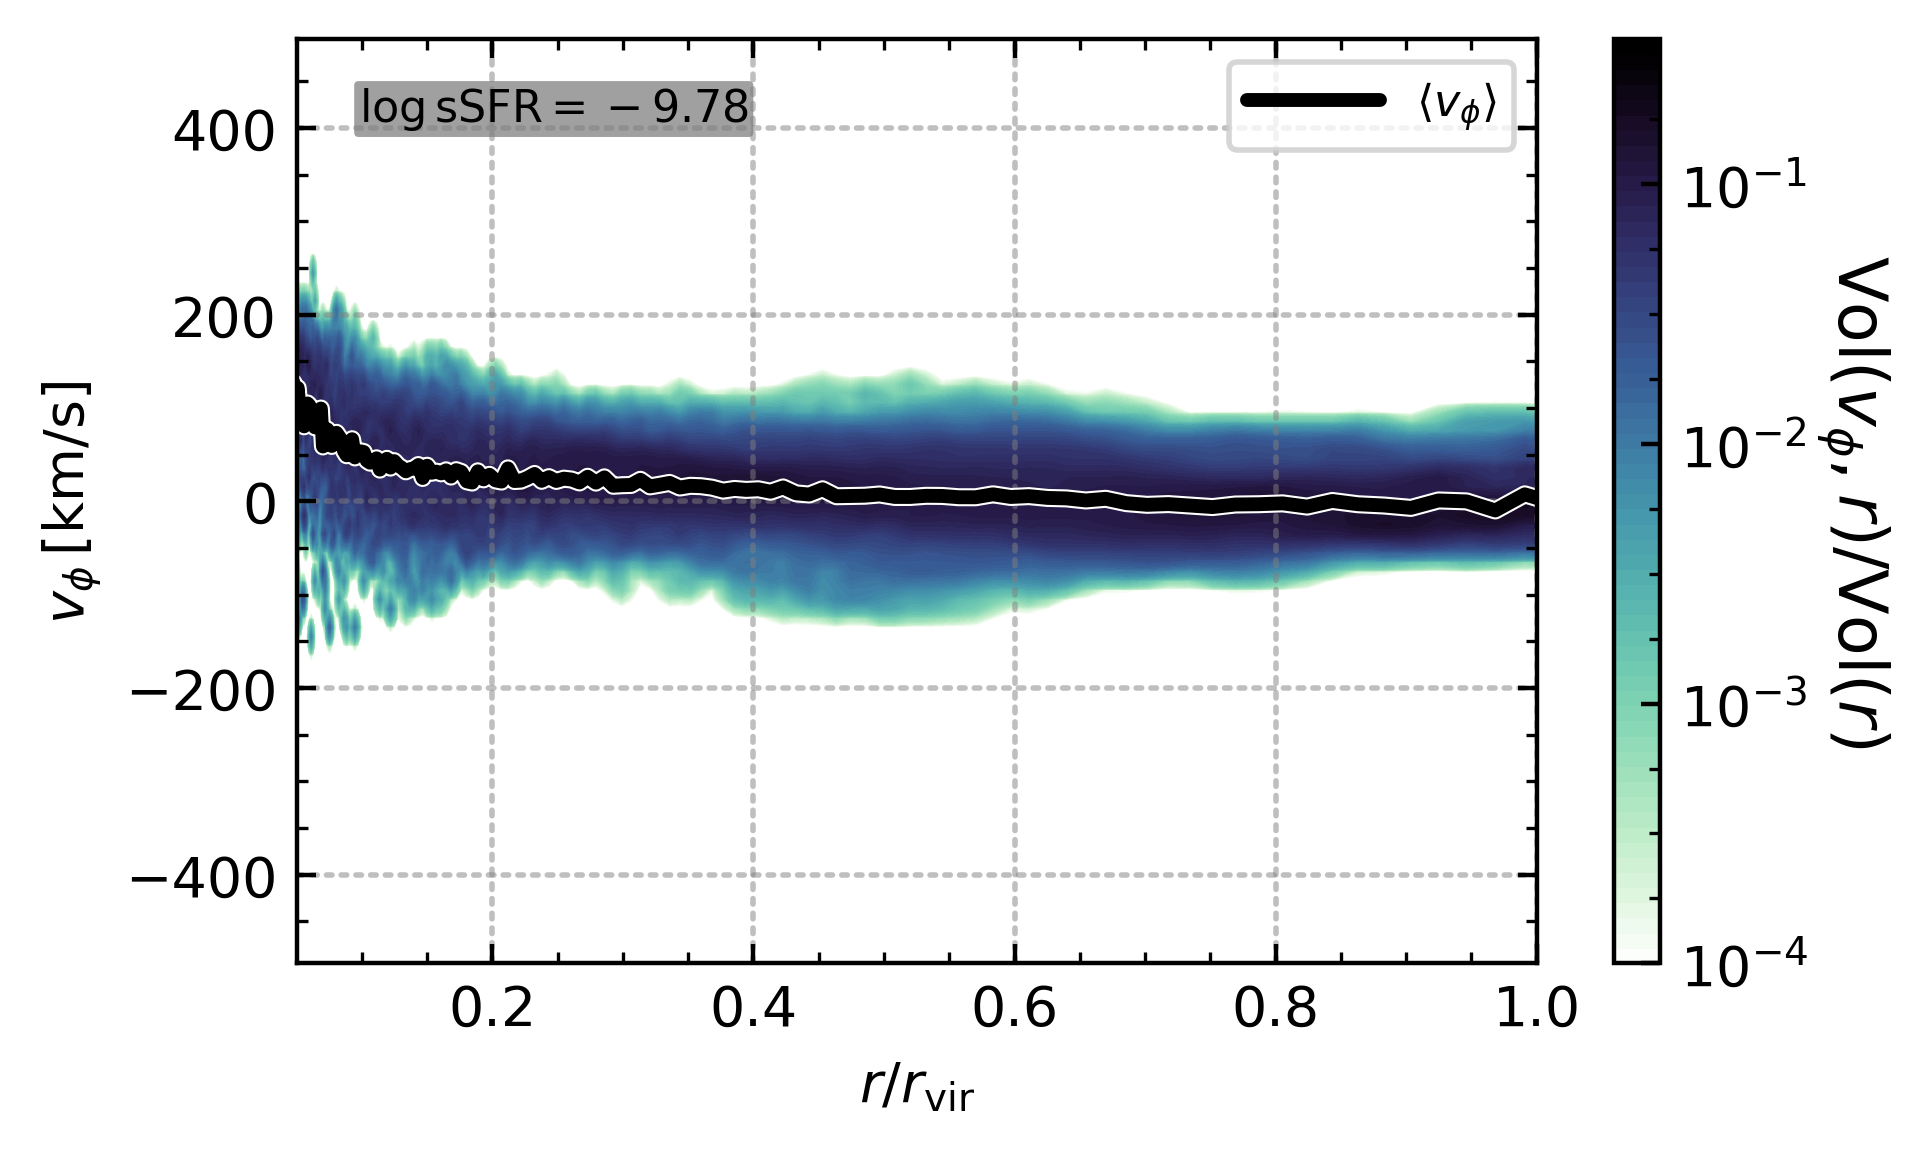 log sSFR = − 9.78
⟨v_ϕ⟩
400
200
0
−200
−400
v_ϕ [km/s]
0.2 0.4 0.6 0.8 1.0
r/r_vir
10^−1
10^−2
10^−3
10^−4
Vol(v_ϕ, r)/Vol(r)